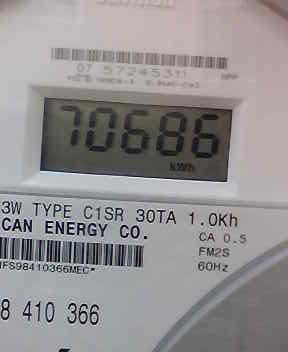 07 57245311
70686
kWh
3W TYPE C1SR 30TA 1.0Kh
CAN ENERGY CO.
CA 0.5
FM2S
60Hz
IFS98410366MEC*
8 410 366